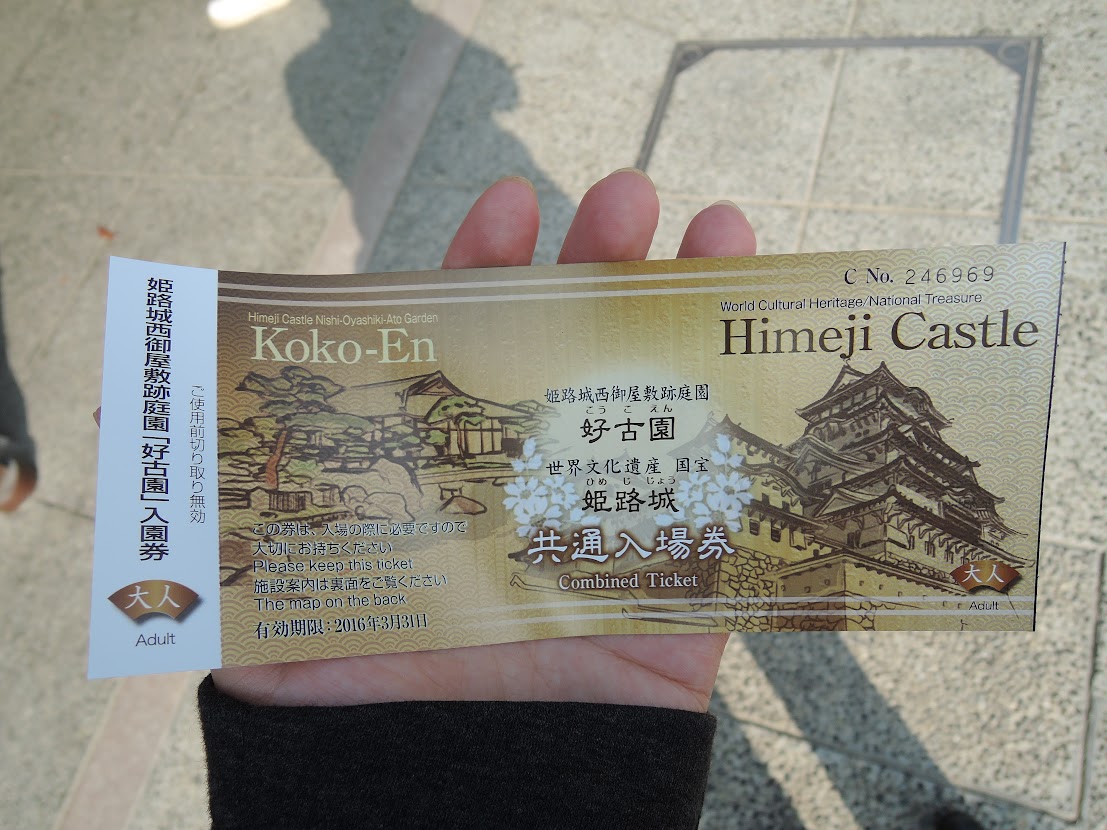 姫路城西御屋敷跡庭園「好古園」入園券
ご使用前切り取り無効
大人
Adult
Himeji Castle Nishi-Oyashiki-Ato Garden
Koko-En
この券は、入場の際に必要ですので
大切にお持ちください
Please keep this ticket
施設案内は裏面をご覧ください
The map on the back
有効期限：2016年3月31日
姫路城西御屋敷跡庭園
こうこえん
好古園
世界文化遺産 国宝
ひめじじょう
姫路城
共通入場券
Combined Ticket
C No. 246969
World Cultural Heritage/National Treasure
Himeji Castle
大人
Adult